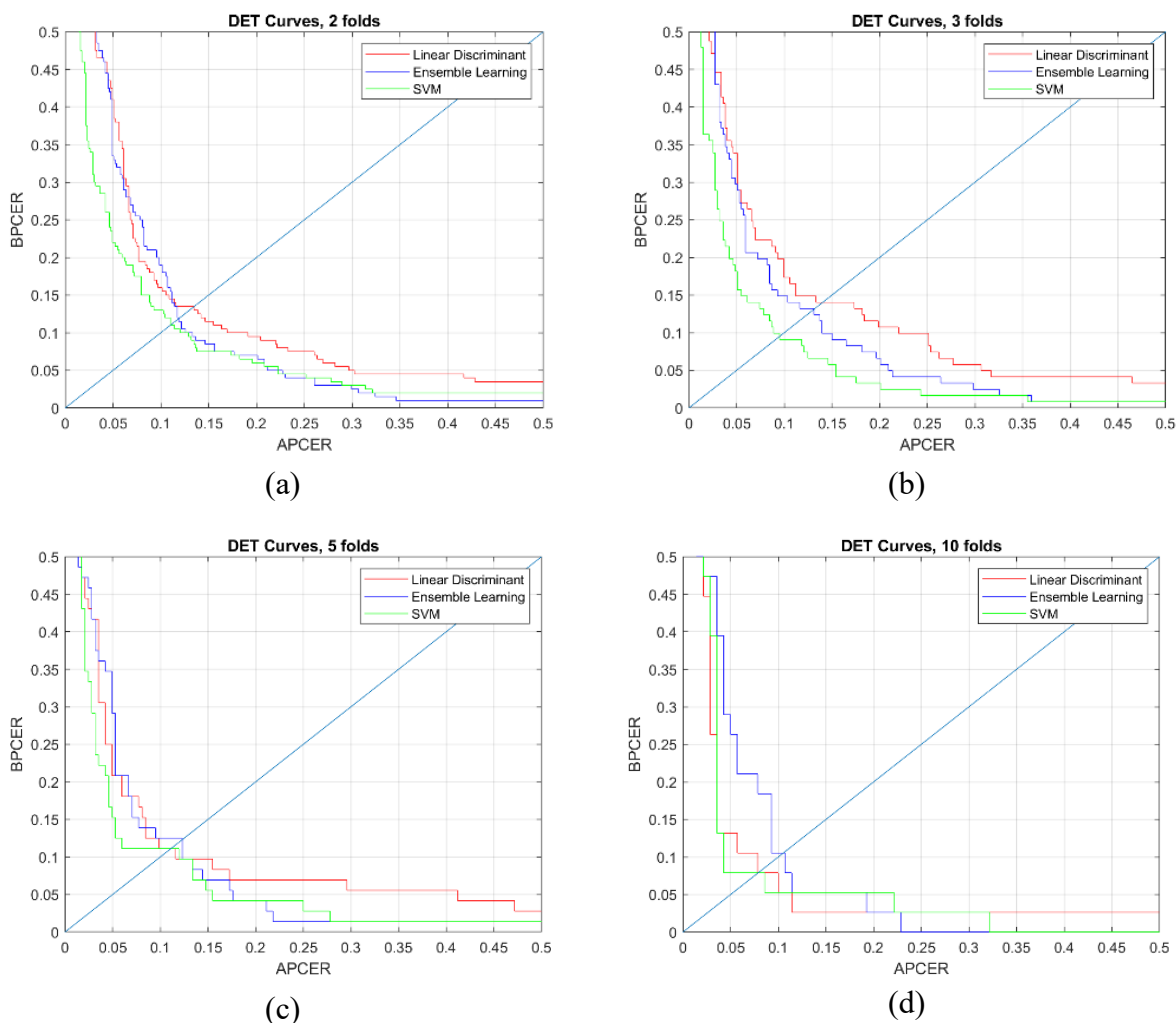 DET Curves, 2 folds
0.5
0.45
0.4
0.35
0.3
0.25
0.2
0.15
0.1
0.05
0
BPCER
Linear Discriminant
Ensemble Learning
SVM
0 0.05 0.1 0.15 0.2 0.25 0.3 0.35 0.4 0.45 0.5
APCER
(a)
DET Curves, 3 folds
0.5
0.45
0.4
0.35
0.3
0.25
0.2
0.15
0.1
0.05
0
BPCER
Linear Discriminant
Ensemble Learning
SVM
0 0.05 0.1 0.15 0.2 0.25 0.3 0.35 0.4 0.45 0.5
APCER
(b)
DET Curves, 5 folds
0.5
0.45
0.4
0.35
0.3
0.25
0.2
0.15
0.1
0.05
0
BPCER
Linear Discriminant
Ensemble Learning
SVM
0 0.05 0.1 0.15 0.2 0.25 0.3 0.35 0.4 0.45 0.5
APCER
(c)
DET Curves, 10 folds
0.5
0.45
0.4
0.35
0.3
0.25
0.2
0.15
0.1
0.05
0
BPCER
Linear Discriminant
Ensemble Learning
SVM
0 0.05 0.1 0.15 0.2 0.25 0.3 0.35 0.4 0.45 0.5
APCER
(d)